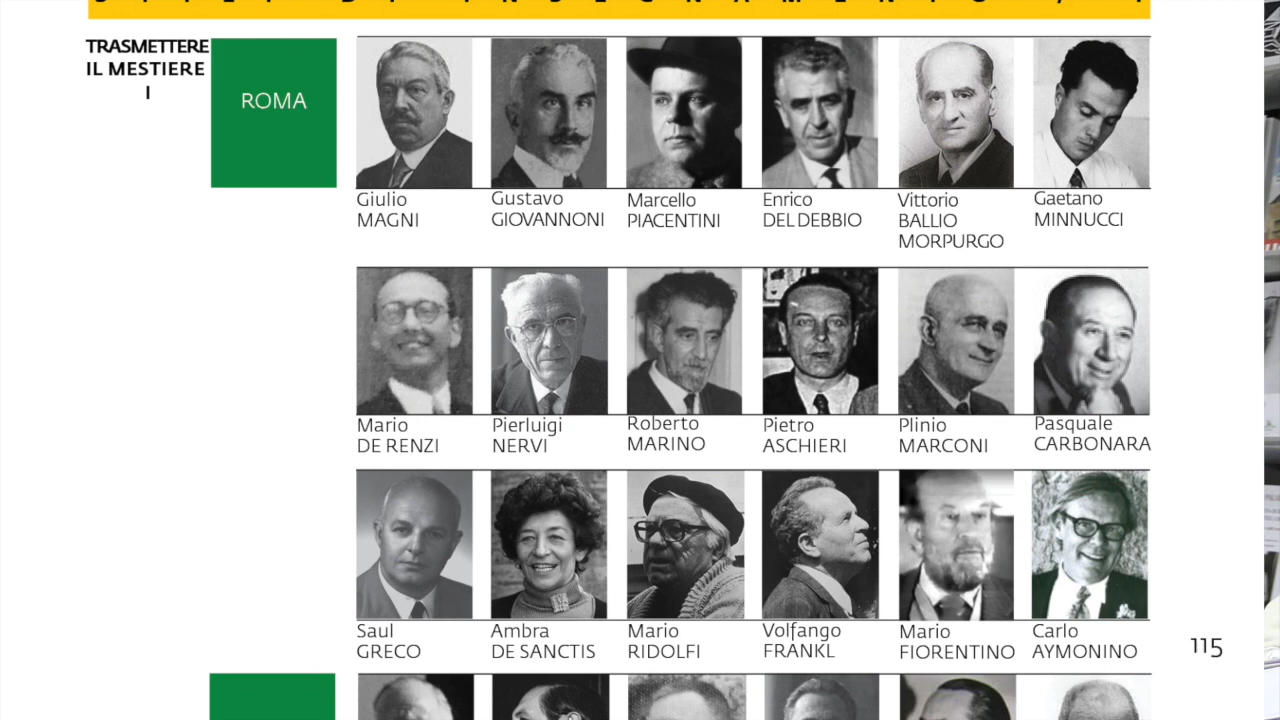 TRASMETTERE
IL MESTIERE
I
ROMA
Giulio
MAGNI
Gustavo
GIOVANNONI
Marcello
PIACENTINI
Enrico
DEL DEBBIO
Vittorio
BALLIO
MORPURGO
Gaetano
MINNUCCI
Mario
DE RENZI
Pierluigi
NERVI
Roberto
MARINO
Pietro
ASCHIERI
Plinio
MARCONI
Pasquale
CARBONARA
Saul
GRECO
Ambra
DE SANCTIS
Mario
RIDOLFI
Volfango
FRANKL
Mario
FIORENTINO
Carlo
AYMONINO
115